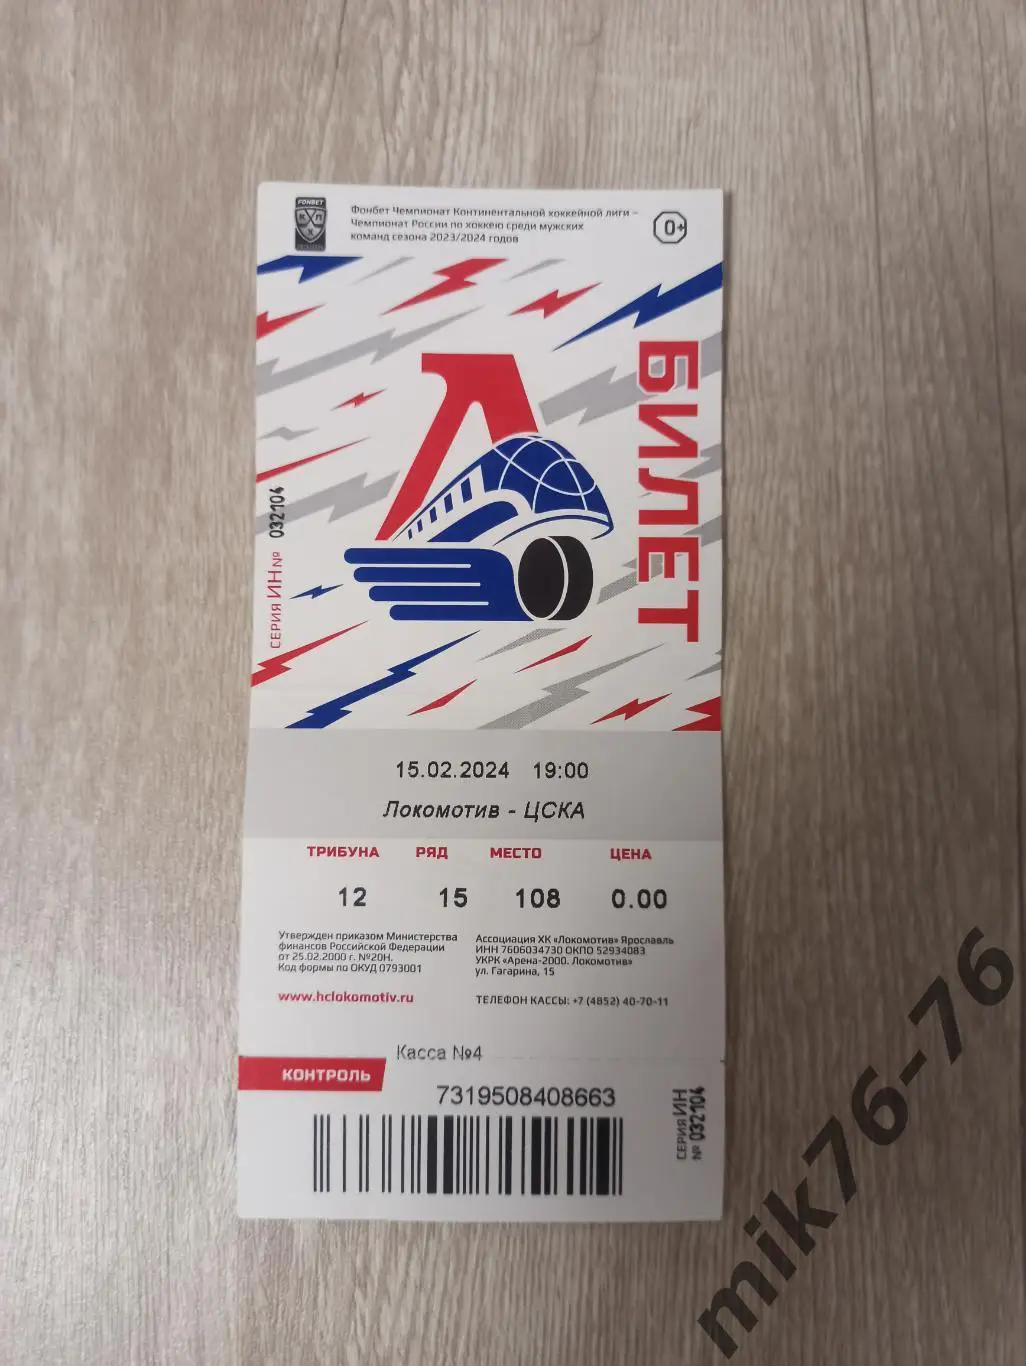 FONBET
КПХ
Фонбет Чемпионат Континентальной хоккейной лиги –
Чемпионат России по хоккею среди мужских
команд сезона 2023/2024 годов
0+
БИЛЕТ
СЕРИЯ ИН № 032104
15.02.2024 19:00
Локомотив - ЦСКА
ТРИБУНА РЯД МЕСТО ЦЕНА
12 15 108 0.00
Утвержден приказом Министерства
финансов Российской Федерации
от 25.02.2000 г. №20Н.
Код формы по ОКУД 0793001
www.hclokomotiv.ru
Ассоциация ХК «Локомотив» Ярославль
ИНН 7606034730 ОКПО 52934083
УКРК «Арена-2000. Локомотив»
ул. Гагарина, 15
ТЕЛЕФОН КАССЫ: +7 (4852) 40-70-11
Касса №4
КОНТРОЛЬ
7319508408663
СЕРИЯ ИН
№ 032104
mik76-76